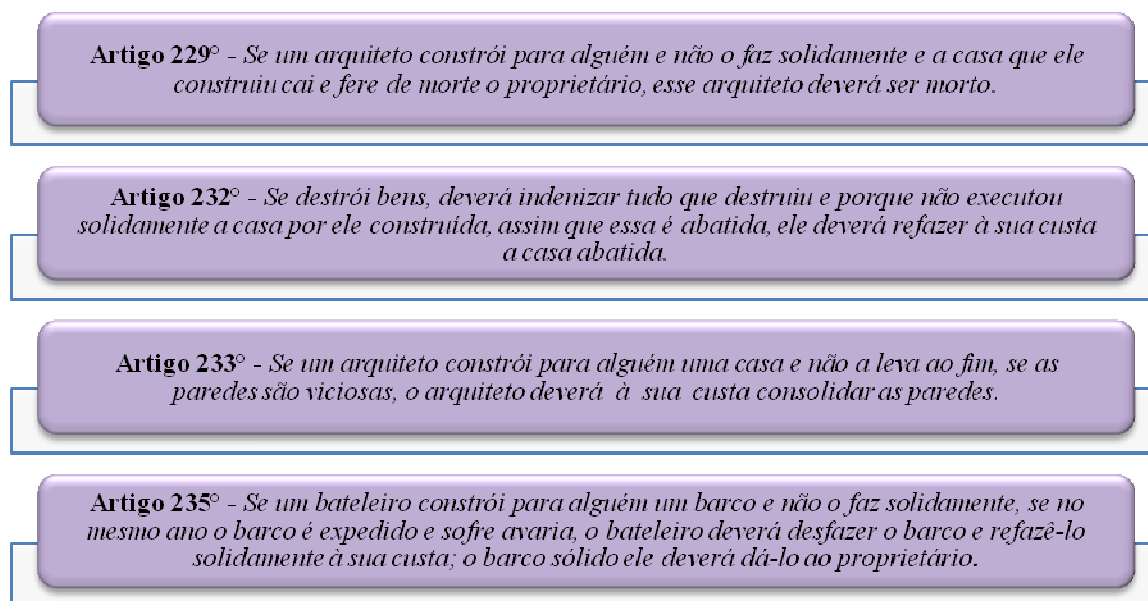 Artigo 229° - Se um arquiteto constrói para alguém e não o faz solidamente e a casa que ele
construiu cai e fere de morte o proprietário, esse arquiteto deverá ser morto.
Artigo 232° - Se destrói bens, deverá indenizar tudo que destruiu e porque não executou
solidamente a casa por ele construída, assim que essa é abatida, ele deverá refazer à sua custa
a casa abatida.
Artigo 233° - Se um arquiteto constrói para alguém uma casa e não a leva ao fim, se as
paredes são viciosas, o arquiteto deverá à sua custa consolidar as paredes.
Artigo 235° - Se um bateleiro constrói para alguém um barco e não o faz solidamente, se no
mesmo ano o barco é expedido e sofre avaria, o bateleiro deverá desfazer o barco e refazê-lo
solidamente à sua custa; o barco sólido ele deverá dá-lo ao proprietário.